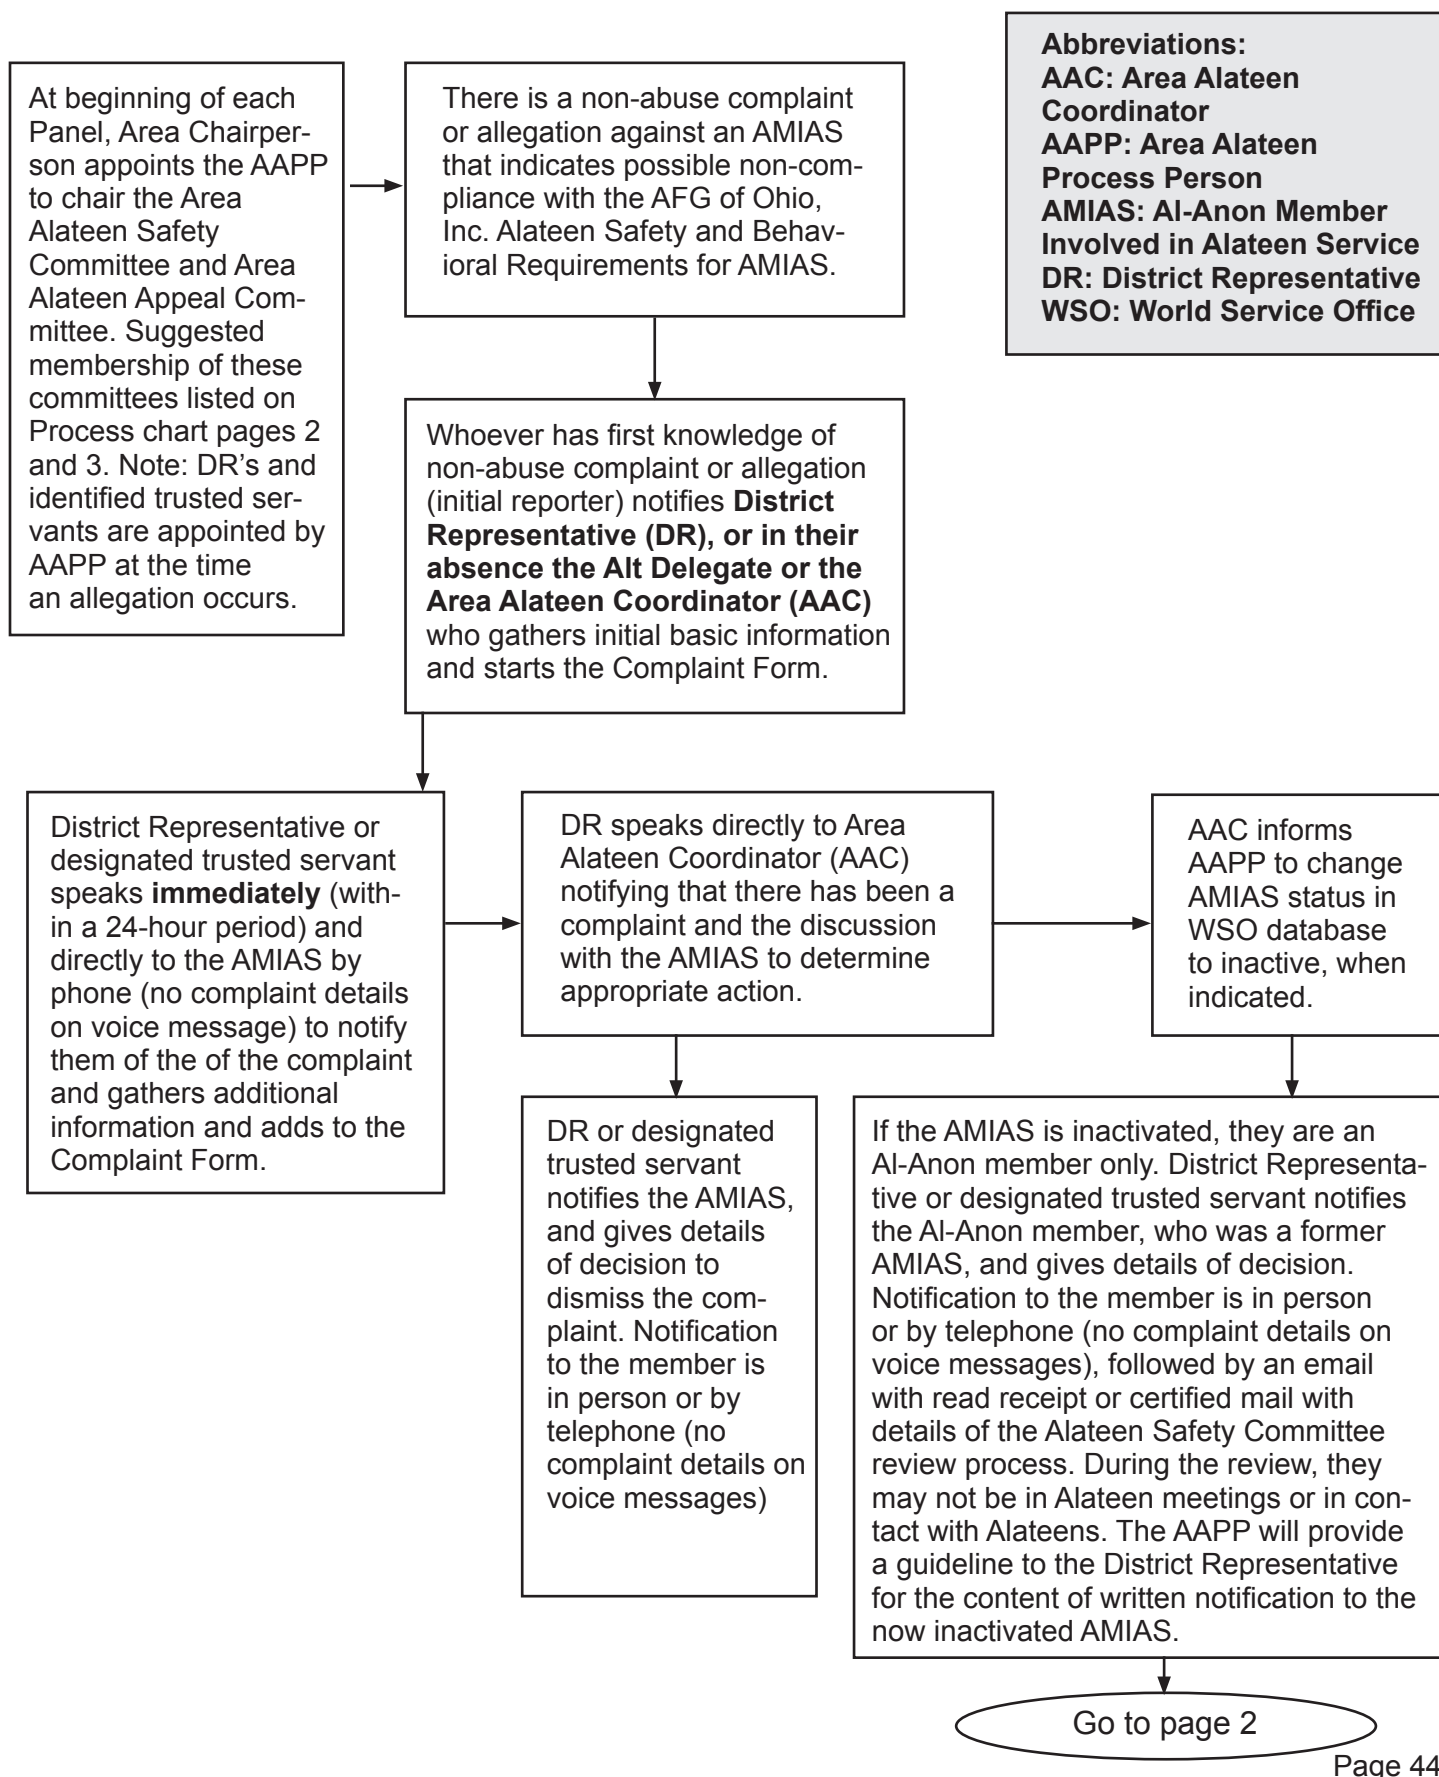 At beginning of each
Panel, Area Chairper-
son appoints the AAPP
to chair the Area
Alateen Safety
Committee and Area
Alateen Appeal Com-
mittee. Suggested
membership of these
committees listed on
Process chart pages 2
and 3. Note: DR's and
identified trusted ser-
vants are appointed by
AAPP at the time
an allegation occurs.
There is a non-abuse complaint
or allegation against an AMIAS
that indicates possible non-com-
pliance with the AFG of Ohio,
Inc. Alateen Safety and Behav-
ioral Requirements for AMIAS.
Abbreviations:
AAC: Area Alateen
Coordinator
AAPP: Area Alateen
Process Person
AMIAS: Al-Anon Member
Involved in Alateen Service
DR: District Representative
WSO: World Service Office
Whoever has first knowledge of
non-abuse complaint or allegation
(initial reporter) notifies District
Representative (DR), or in their
absence the Alt Delegate or the
Area Alateen Coordinator (AAC)
who gathers initial basic information
and starts the Complaint Form.
District Representative or
designated trusted servant
speaks immediately (with-
in a 24-hour period) and
directly to the AMIAS by
phone (no complaint details
on voice message) to notify
them of the of the complaint
and gathers additional
information and adds to the
Complaint Form.
DR speaks directly to Area
Alateen Coordinator (AAC)
notifying that there has been a
complaint and the discussion
with the AMIAS to determine
appropriate action.
AAC informs
AAPP to change
AMIAS status in
WSO database
to inactive, when
indicated.
DR or designated
trusted servant
notifies the AMIAS,
and gives details
of decision to
dismiss the com-
plaint. Notification
to the member is
in person or by
telephone (no
complaint details on
voice messages)
If the AMIAS is inactivated, they are an
Al-Anon member only. District Representa-
tive or designated trusted servant notifies
the Al-Anon member, who was a former
AMIAS, and gives details of decision.
Notification to the member is in person
or by telephone (no complaint details on
voice messages), followed by an email
with read receipt or certified mail with
details of the Alateen Safety Committee
review process. During the review, they
may not be in Alateen meetings or in con-
tact with Alateens. The AAPP will provide
a guideline to the District Representative
for the content of written notification to the
now inactivated AMIAS.
Go to page 2
Page 44